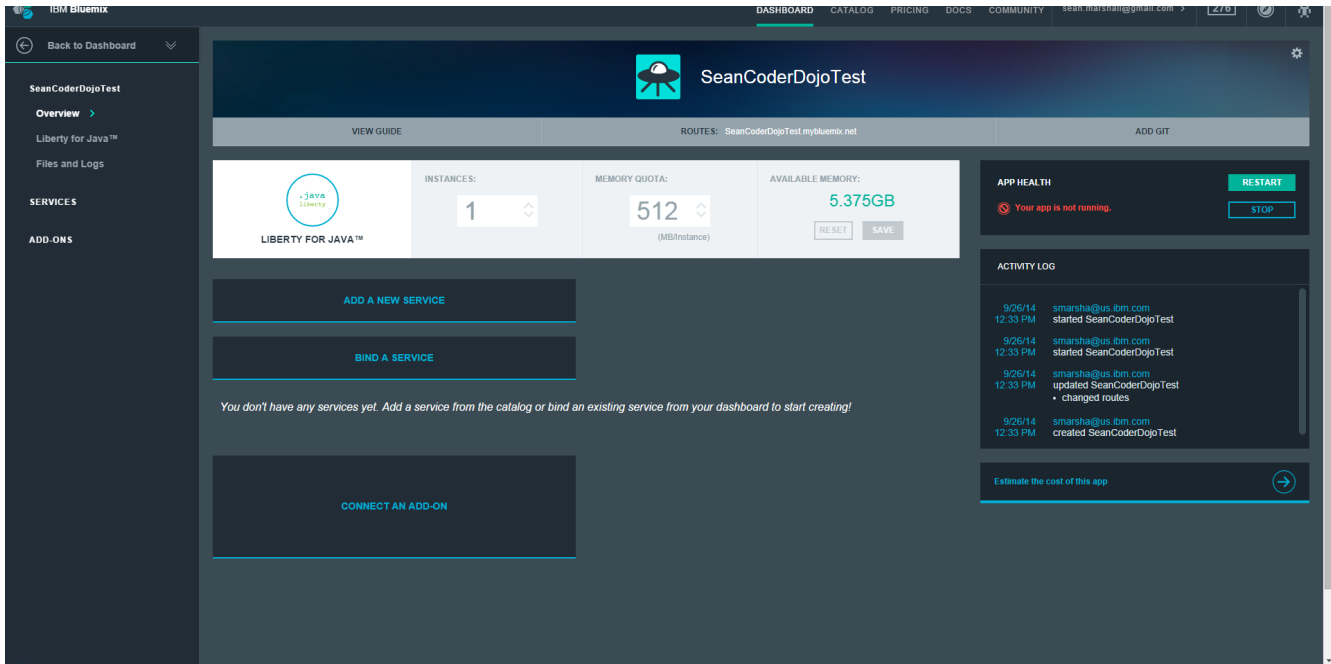 IBM Bluemix
DASHBOARD CATALOG PRICING DOCS COMMUNITY sean.marshall@gmail.com > 276
Back to Dashboard
SeanCoderDojoTest
Overview >
Liberty for Java™
Files and Logs
SERVICES
ADD-ONS
SeanCoderDojoTest
VIEW GUIDE
ROUTES: SeanCoderDojoTest.mybluemix.net
ADD GIT
.java
liberty
LIBERTY FOR JAVA™
INSTANCES:
1
MEMORY QUOTA:
512
(MB/Instance)
AVAILABLE MEMORY:
5.375GB
RESET SAVE
APP HEALTH
RESTART
Your app is not running.
STOP
ADD A NEW SERVICE
BIND A SERVICE
You don't have any services yet. Add a service from the catalog or bind an existing service from your dashboard to start creating!
CONNECT AN ADD-ON
ACTIVITY LOG
9/26/14 smarsha@us.ibm.com
12:33 PM started SeanCoderDojoTest
9/26/14 smarsha@us.ibm.com
12:33 PM started SeanCoderDojoTest
9/26/14 smarsha@us.ibm.com
12:33 PM updated SeanCoderDojoTest
• changed routes
9/26/14 smarsha@us.ibm.com
12:33 PM created SeanCoderDojoTest
Estimate the cost of this app